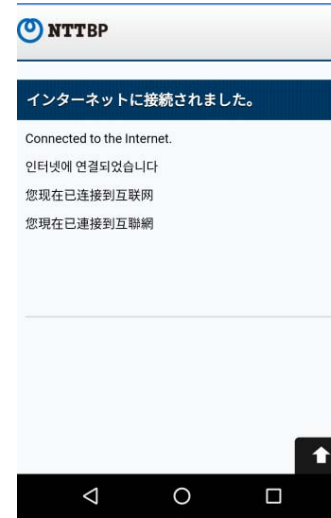 NTTBP
インターネットに接続されました。
Connected to the Internet.
인터넷에 연결되었습니다
您现在已连接到互联网
您現在已連接到互聯網